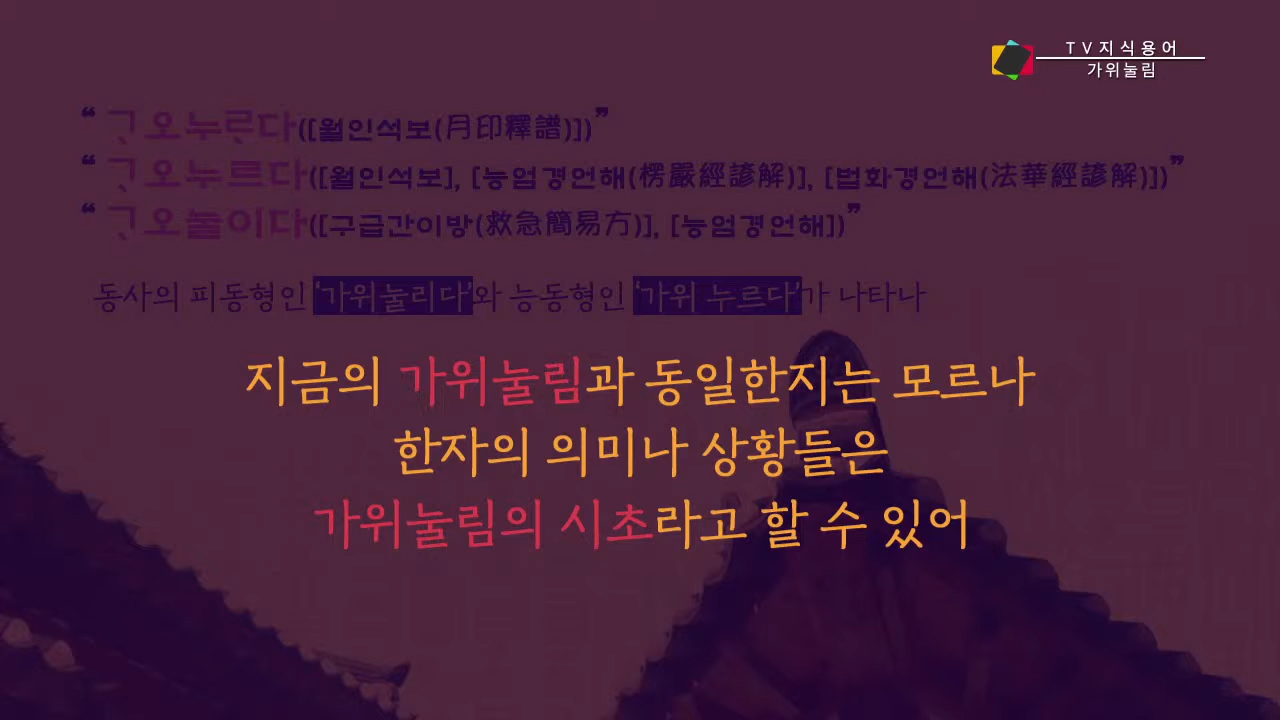 TV지식용어
가위눌림
“ ᄀᆞ오누르다([월인석보(月印釋譜)])”
“ ᄀᆞ오누르다([월인석보], [능엄경언해(楞嚴經諺解)], [법화경언해(法華經諺解)])”
“ ᄀᆞ오눌이다([구급간이방(救急簡易方)], [능엄경언해])”
동사의 피동형인 ‘가위눌리다’와 능동형인 ‘가위 누르다’가 나타나
지금의 가위눌림과 동일한지는 모르나
한자의 의미나 상황들은
가위눌림의 시초라고 할 수 있어